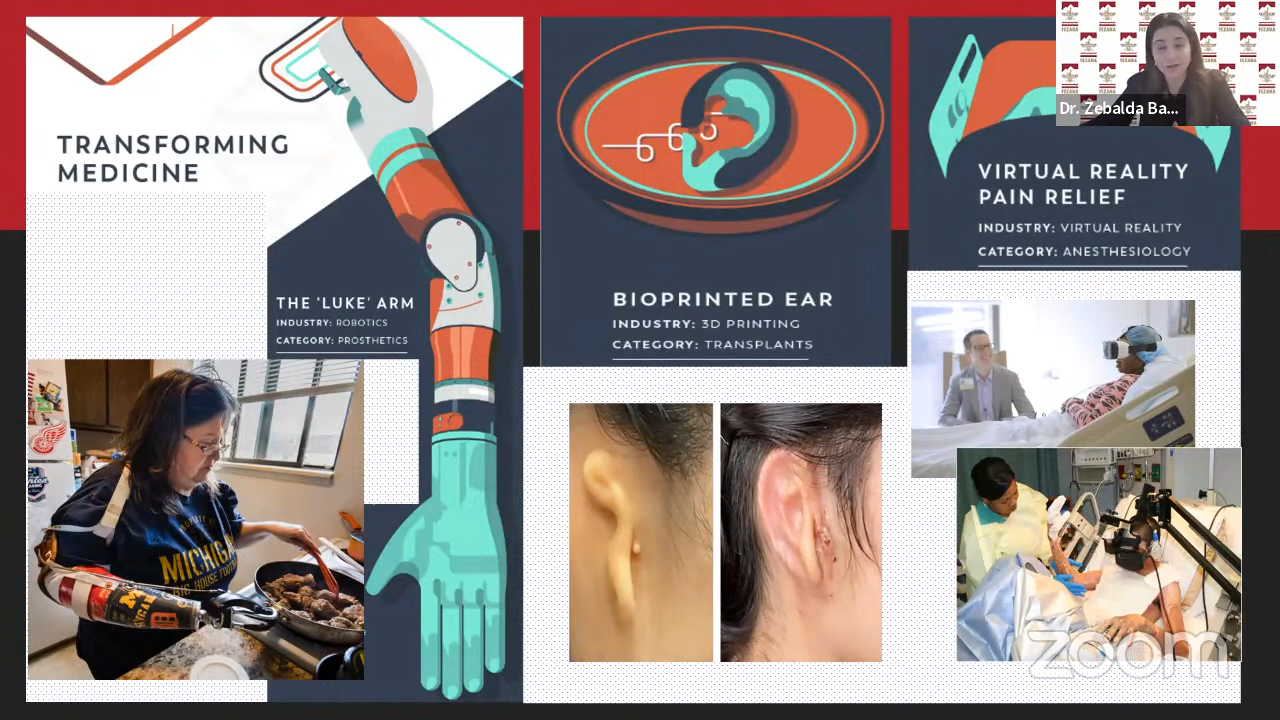 TRANSFORMING
MEDICINE
THE 'LUKE' ARM
INDUSTRY: ROBOTICS
CATEGORY: PROSTHETICS
BIOPRINTED EAR
INDUSTRY: 3D PRINTING
CATEGORY: TRANSPLANTS
VIRTUAL REALITY
PAIN RELIEF
INDUSTRY: VIRTUAL REALITY
CATEGORY: ANESTHESIOLOGY
Dr. Zebalda Ba...
FEZANA
MICHIGAN
zoom